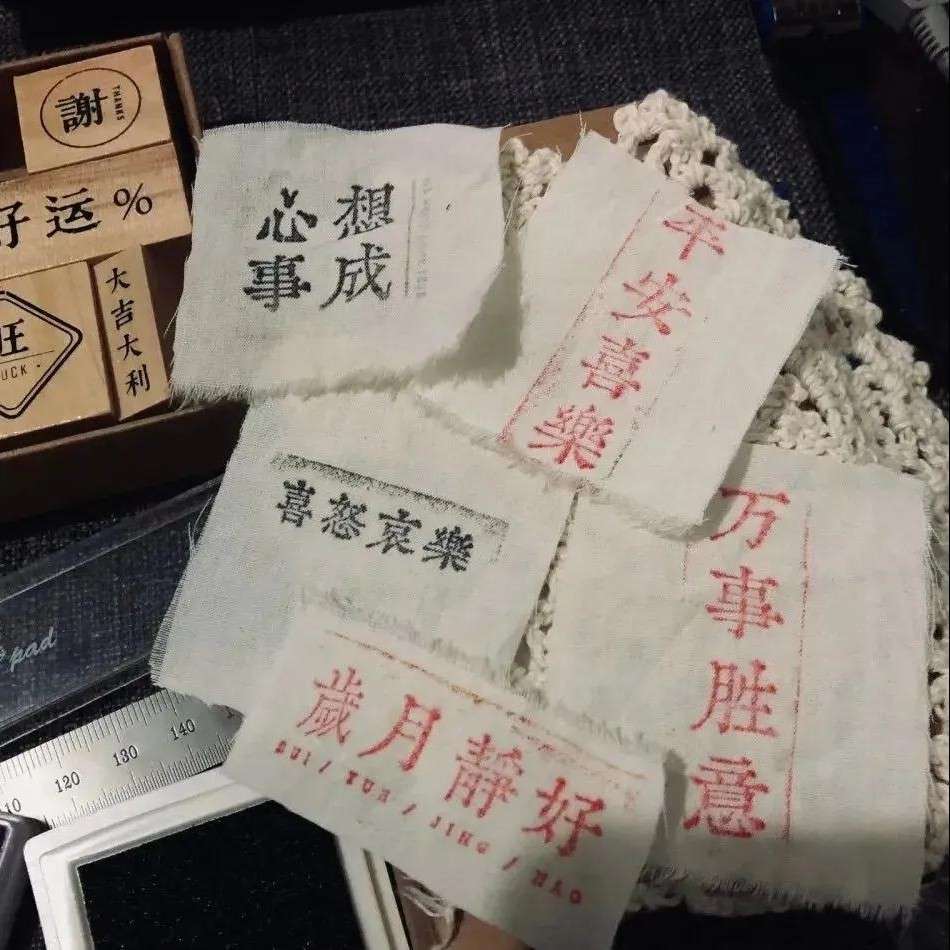 謝
THANKS
好运%
旺
UCK
大吉大利
心想
事成
平安喜樂
喜怒哀樂
万事胜意
歲月靜好
SUI / YUE / JING / HAO
pad
110 120 130 140